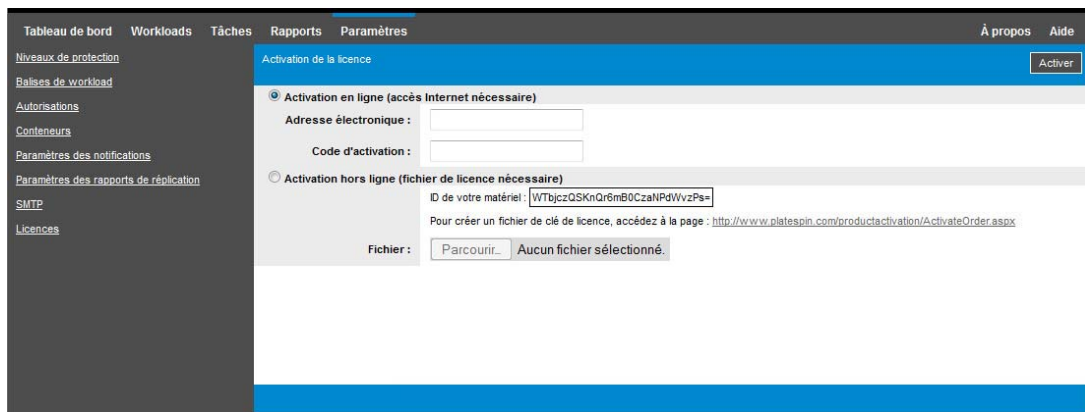 Tableau de bord Workloads Tâches Rapports Paramètres À propos Aide
Niveaux de protection
Balises de workload
Autorisations
Conteneurs
Paramètres des notifications
Paramètres des rapports de réplication
SMTP
Licences
Activation de la licence
Activer
Activation en ligne (accès Internet nécessaire)
Adresse électronique :
Code d'activation :
Activation hors ligne (fichier de licence nécessaire)
ID de votre matériel : WTbjczQSKnQr6mB0CzaNPdWvzPs=
Pour créer un fichier de clé de licence, accédez à la page : http://www.platespin.com/productactivation/ActivateOrder.aspx
Fichier : Parcourir_ Aucun fichier sélectionné.